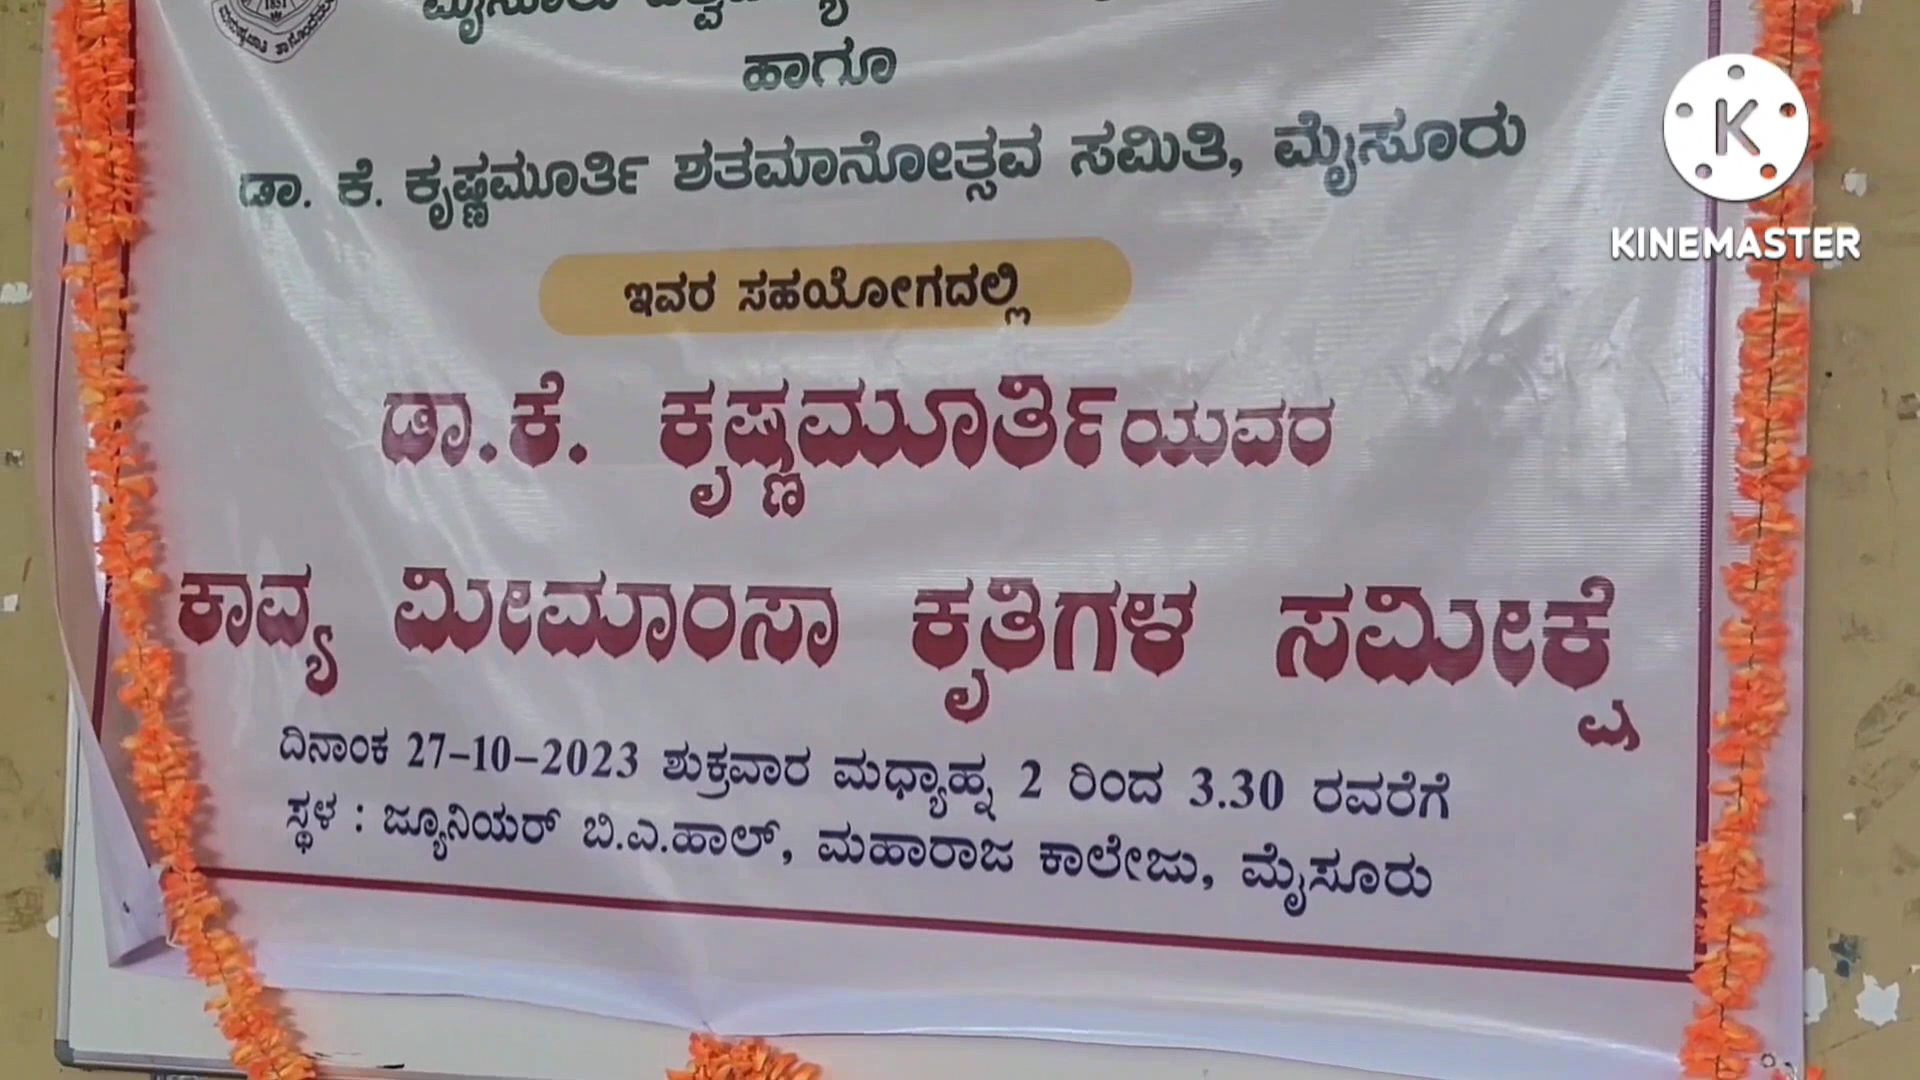 1851
ಹಾಗೂ
ಡಾ. ಕೆ. ಕೃಷ್ಣಮೂರ್ತಿ ಶತಮಾನೋತ್ಸವ ಸಮಿತಿ, ಮೈಸೂರು
ಇವರ ಸಹಯೋಗದಲ್ಲಿ
ಡಾ.ಕೆ. ಕೃಷ್ಣಮೂರ್ತಿಯವರ
ಕಾವ್ಯ ಮೀಮಾಂಸಾ ಕೃತಿಗಳ ಸಮೀಕ್ಷೆ
ದಿನಾಂಕ 27-10-2023 ಶುಕ್ರವಾರ ಮಧ್ಯಾಹ್ನ 2 ರಿಂದ 3.30 ರವರೆಗೆ
ಸ್ಥಳ : ಜ್ಯೂನಿಯರ್ ಬಿ.ಎ.ಹಾಲ್, ಮಹಾರಾಜ ಕಾಲೇಜು, ಮೈಸೂರು
K
KINEMASTER